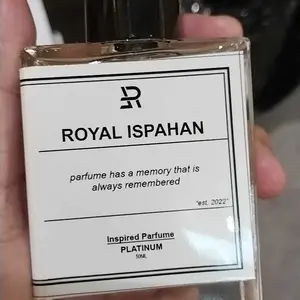 ROYAL ISPAHAN
parfume has a memory that is
always remembered
"est. 2022"
Inspired Parfume
PLATINUM
50ML